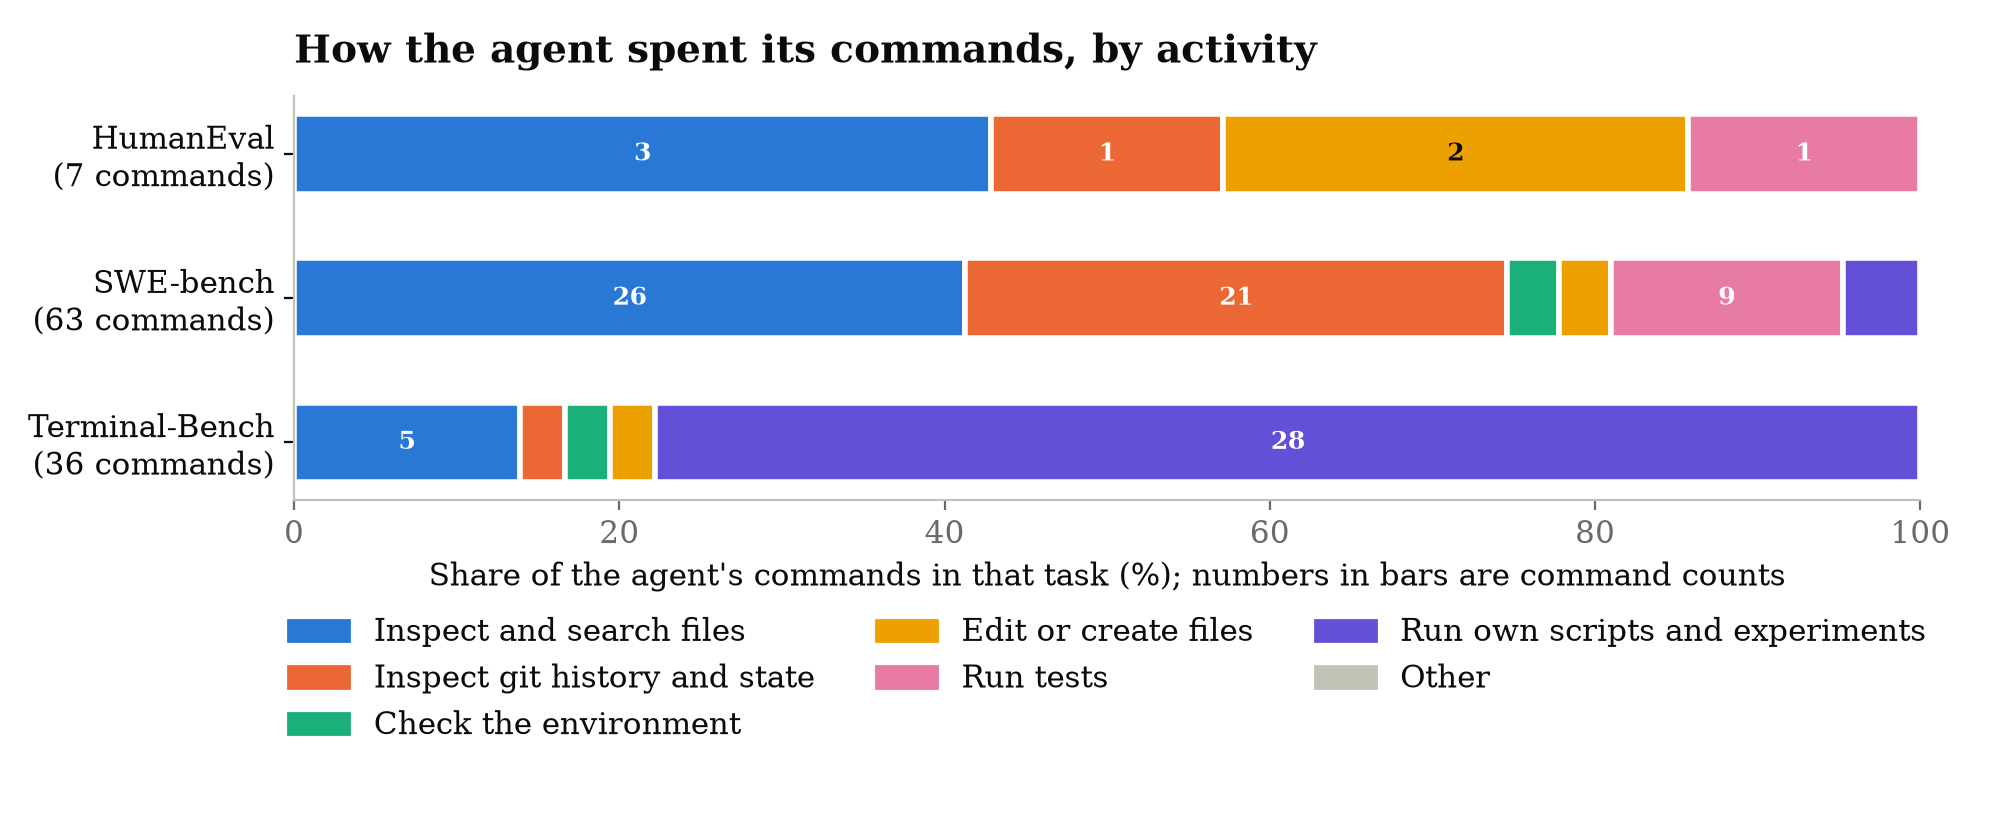 How the agent spent its commands, by activity
HumanEval
(7 commands)
3
1
2
1
SWE-bench
(63 commands)
26
21
9
Terminal-Bench
(36 commands)
5
28
0
20
40
60
80
100
Share of the agent's commands in that task (%); numbers in bars are command counts
Inspect and search files
Inspect git history and state
Check the environment
Edit or create files
Run tests
Run own scripts and experiments
Other